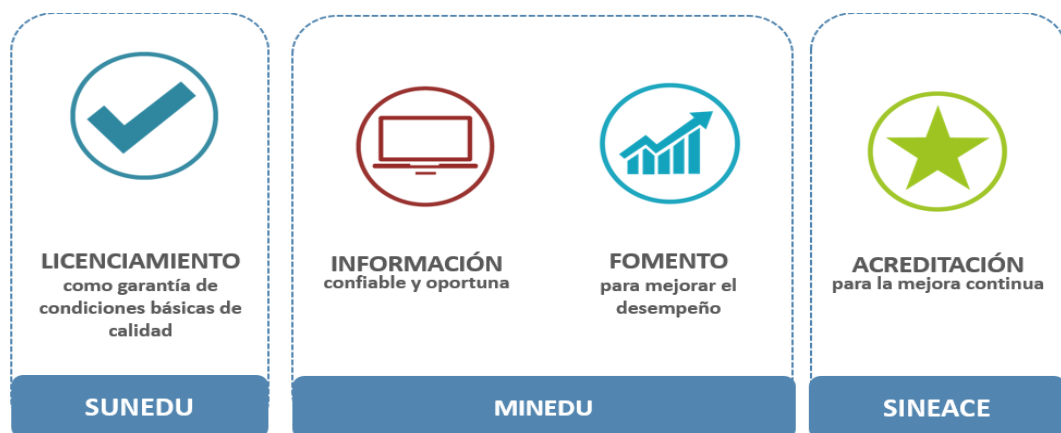 LICENCIAMIENTO
como garantía de
condiciones básicas de
calidad
INFORMACIÓN
confiable y oportuna
FOMENTO
para mejorar el
desempeño
ACREDITACIÓN
para la mejora continua
SUNEDU
MINEDU
SINEACE